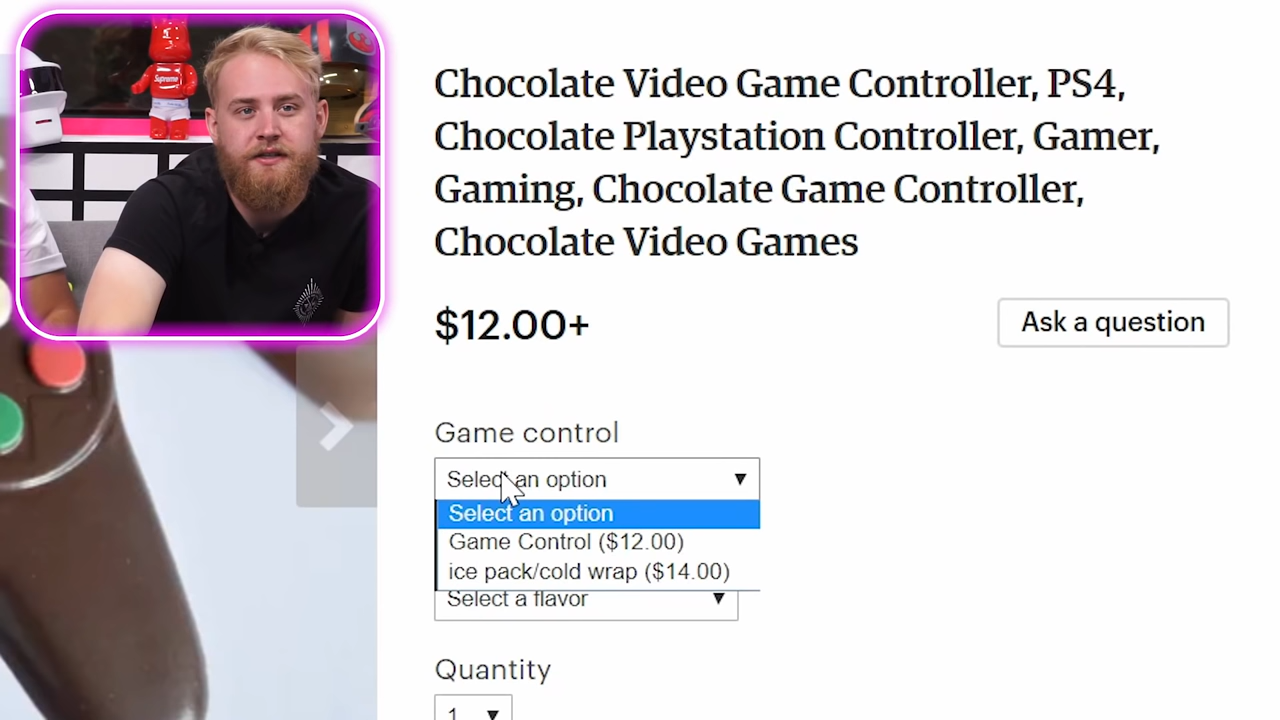 Supreme
Chocolate Video Game Controller, PS4,
Chocolate Playstation Controller, Gamer,
Gaming, Chocolate Game Controller,
Chocolate Video Games
$12.00+
Ask a question
Game control
Select an option
Select an option
Game Control ($12.00)
ice pack/cold wrap ($14.00)
Select a flavor
Quantity
1